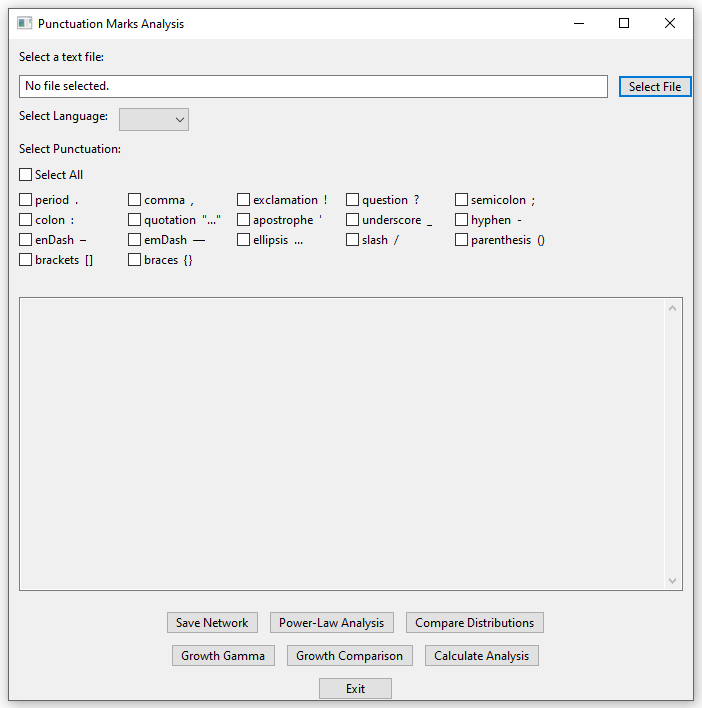 Punctuation Marks Analysis
Select a text file:
No file selected.
Select File
Select Language:
Select Punctuation:
Select All
period . comma , exclamation ! question ? semicolon ;
colon : quotation "..." apostrophe ' underscore _ hyphen -
enDash – emDash — ellipsis ... slash / parenthesis ()
brackets [] braces {}
Save Network Power-Law Analysis Compare Distributions
Growth Gamma Growth Comparison Calculate Analysis
Exit